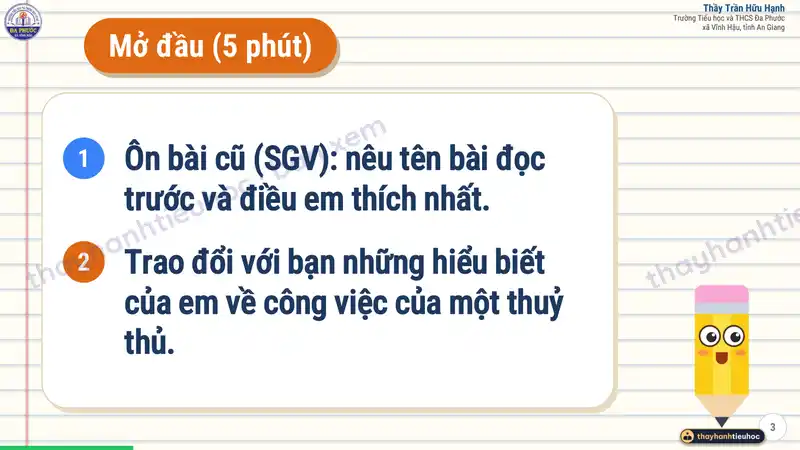 Thầy Trần Hữu Hạnh
Trường Tiểu học và THCS Đa Phước
xã Vĩnh Hậu, tỉnh An Giang
ĐA PHƯỚC
Mở đầu (5 phút)
1
Ôn bài cũ (SGV): nêu tên bài đọc
trước và điều em thích nhất.
2
Trao đổi với bạn những hiểu biết
của em về công việc của một thuỷ
thủ.
thayhanhtieuhoc
3